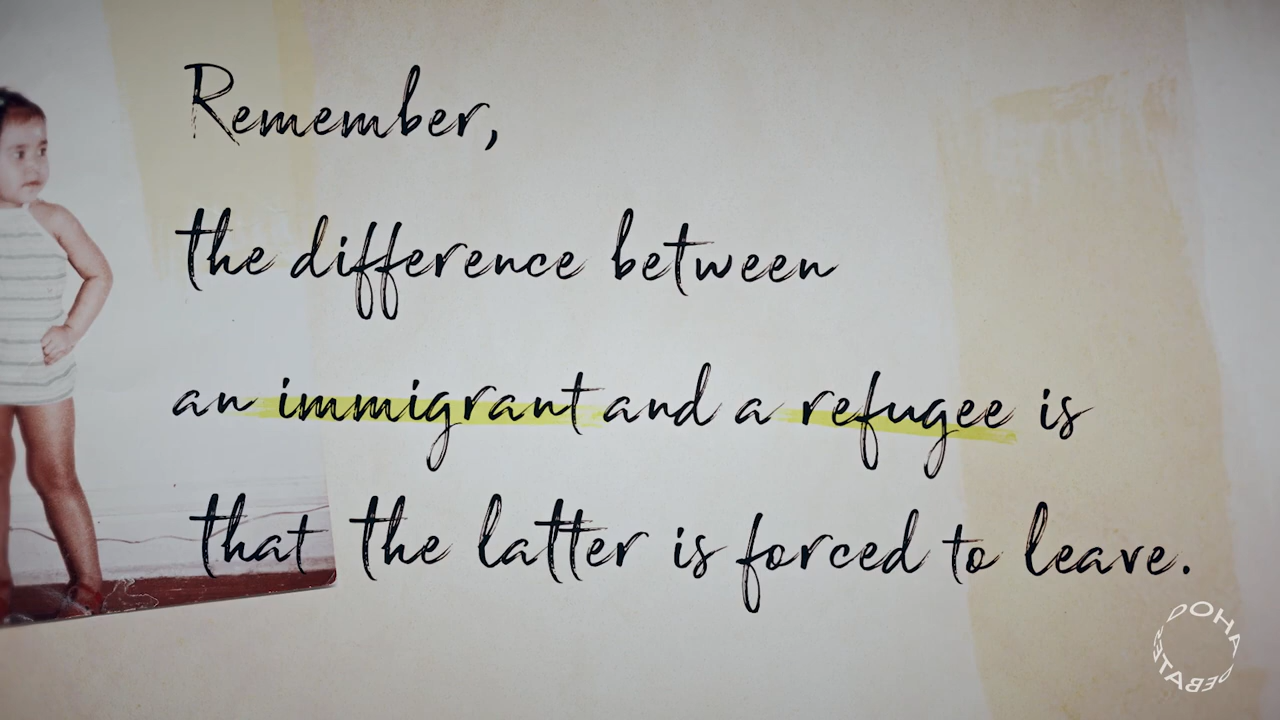 Remember,
the difference between
an immigrant and a refugee is
that the latter is forced to leave.
DOHA DEBATES